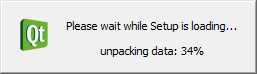 Qt
Please wait while Setup is loading...
unpacking data: 34%